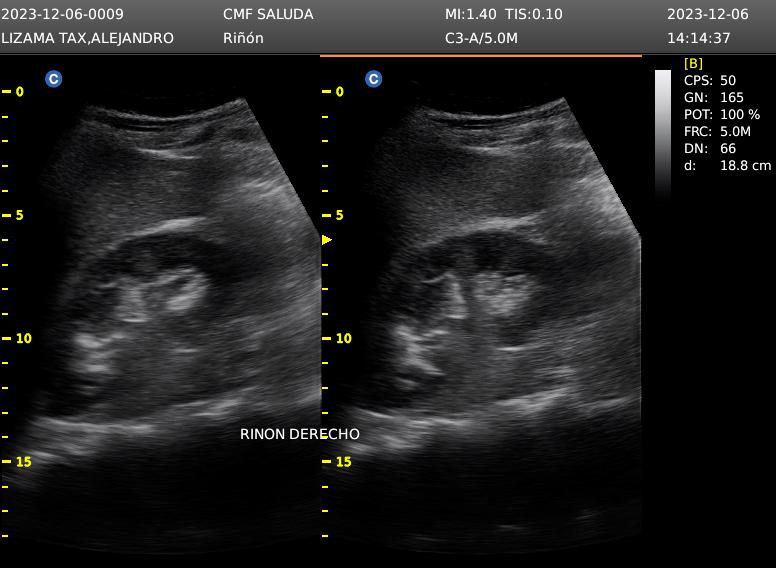 2023-12-06-0009 CMF SALUDA MI:1.40 TIS:0.10 2023-12-06
LIZAMA TAX,ALEJANDRO Riñón C3-A/5.0M 14:14:37
C
C
[B]
CPS: 50
GN: 165
POT: 100 %
FRC: 5.0M
DN: 66
d: 18.8 cm
0
0
5
5
10
10
RINON DERECHO
15
15